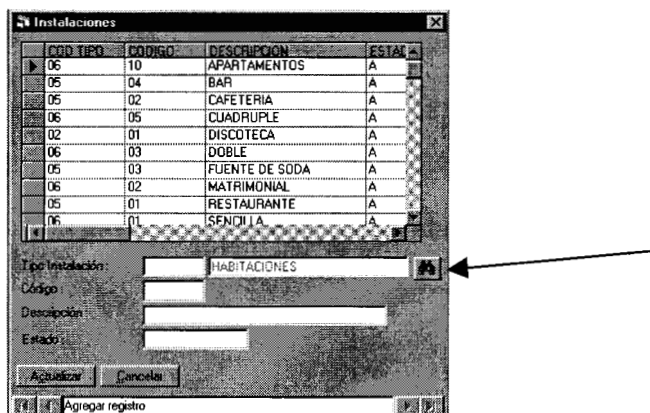 Instalaciones
COD TIPO CODIGO DESCRIPCION ESTAD
06 10 APARTAMENTOS A
05 04 BAR A
05 02 CAFETERIA A
06 05 CUADRUPLE A
02 01 DISCOTECA A
06 03 DOBLE A
05 03 FUENTE DE SODA A
06 02 MATRIMONIAL A
05 01 RESTAURANTE A
06 01 SENCILLA A
Tipo Instalación : HABITACIONES
Código :
Descripción
Estado
Actualizar Cancelar
Agregar registro